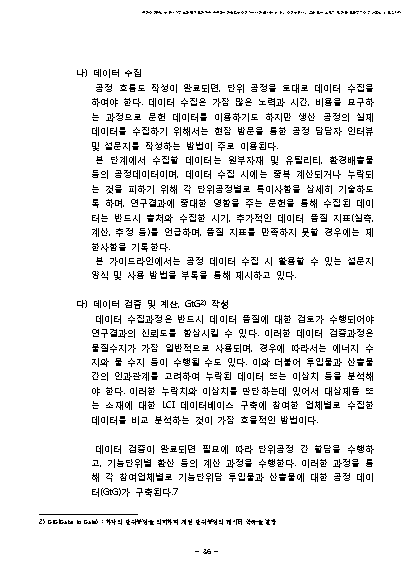 나) 데이터 수집
공정 흐름도 작성이 완료되면, 단위 공정을 토대로 데이터 수집을
하여야 한다. 데이터 수집은 가장 많은 노력과 시간, 비용을 요구하
는 과정으로 문헌 데이터를 이용하기도 하지만 생산 공정의 실제
데이터를 수집하기 위해서는 현장 방문을 통한 공정 담당자 인터뷰
및 설문지를 작성하는 방법이 주로 이용된다.
본 단계에서 수집할 데이터는 원부자재 및 유틸리티, 환경배출물
등의 공정데이터이며, 데이터 수집 시에는 중복 계산되거나 누락되
는 것을 피하기 위해 각 단위공정별로 특이사항을 상세히 기술하도
록 하며, 연구결과에 중대한 영향을 주는 문헌을 통해 수집된 데이
터는 반드시 출처와 수집한 시기, 추가적인 데이터 품질 지표(실측,
계산, 추정 등)를 언급하며, 품질 지표를 만족하지 못할 경우에는 제
한사항을 기록한다.
본 가이드라인에서는 공정 데이터 수집 시 활용할 수 있는 설문지
양식 및 사용 방법을 부록을 통해 제시하고 있다.
다) 데이터 검증 및 계산, GtG2) 작성
데이터 수집과정은 반드시 데이터 품질에 대한 검토가 수행되어야
연구결과의 신뢰도를 향상시킬 수 있다. 이러한 데이터 검증과정은
물질수지가 가장 일반적으로 사용되며, 경우에 따라서는 에너지 수
지와 물 수지 등이 수행될 수도 있다. 이와 더불어 투입물과 산출물
간의 인과관계를 고려하여 누락된 데이터 또는 이상치 등을 분석해
야 한다. 이러한 누락치와 이상치를 판단하는데 있어서 대상제품 또
는 소재에 대한 LCI 데이터베이스 구축에 참여한 업체별로 수집한
데이터를 비교 분석하는 것이 가장 효율적인 방법이다.
데이터 검증이 완료되면 필요에 따라 단위공정 간 할당을 수행하
고, 기능단위별 환산 등의 계산 과정을 수행한다. 이러한 과정을 통
해 각 참여업체별로 기능단위당 투입물과 산출물에 대한 공정 데이
터(GtG)가 구축된다.7
2) GtG(Gate to Gate) :
- 36 -